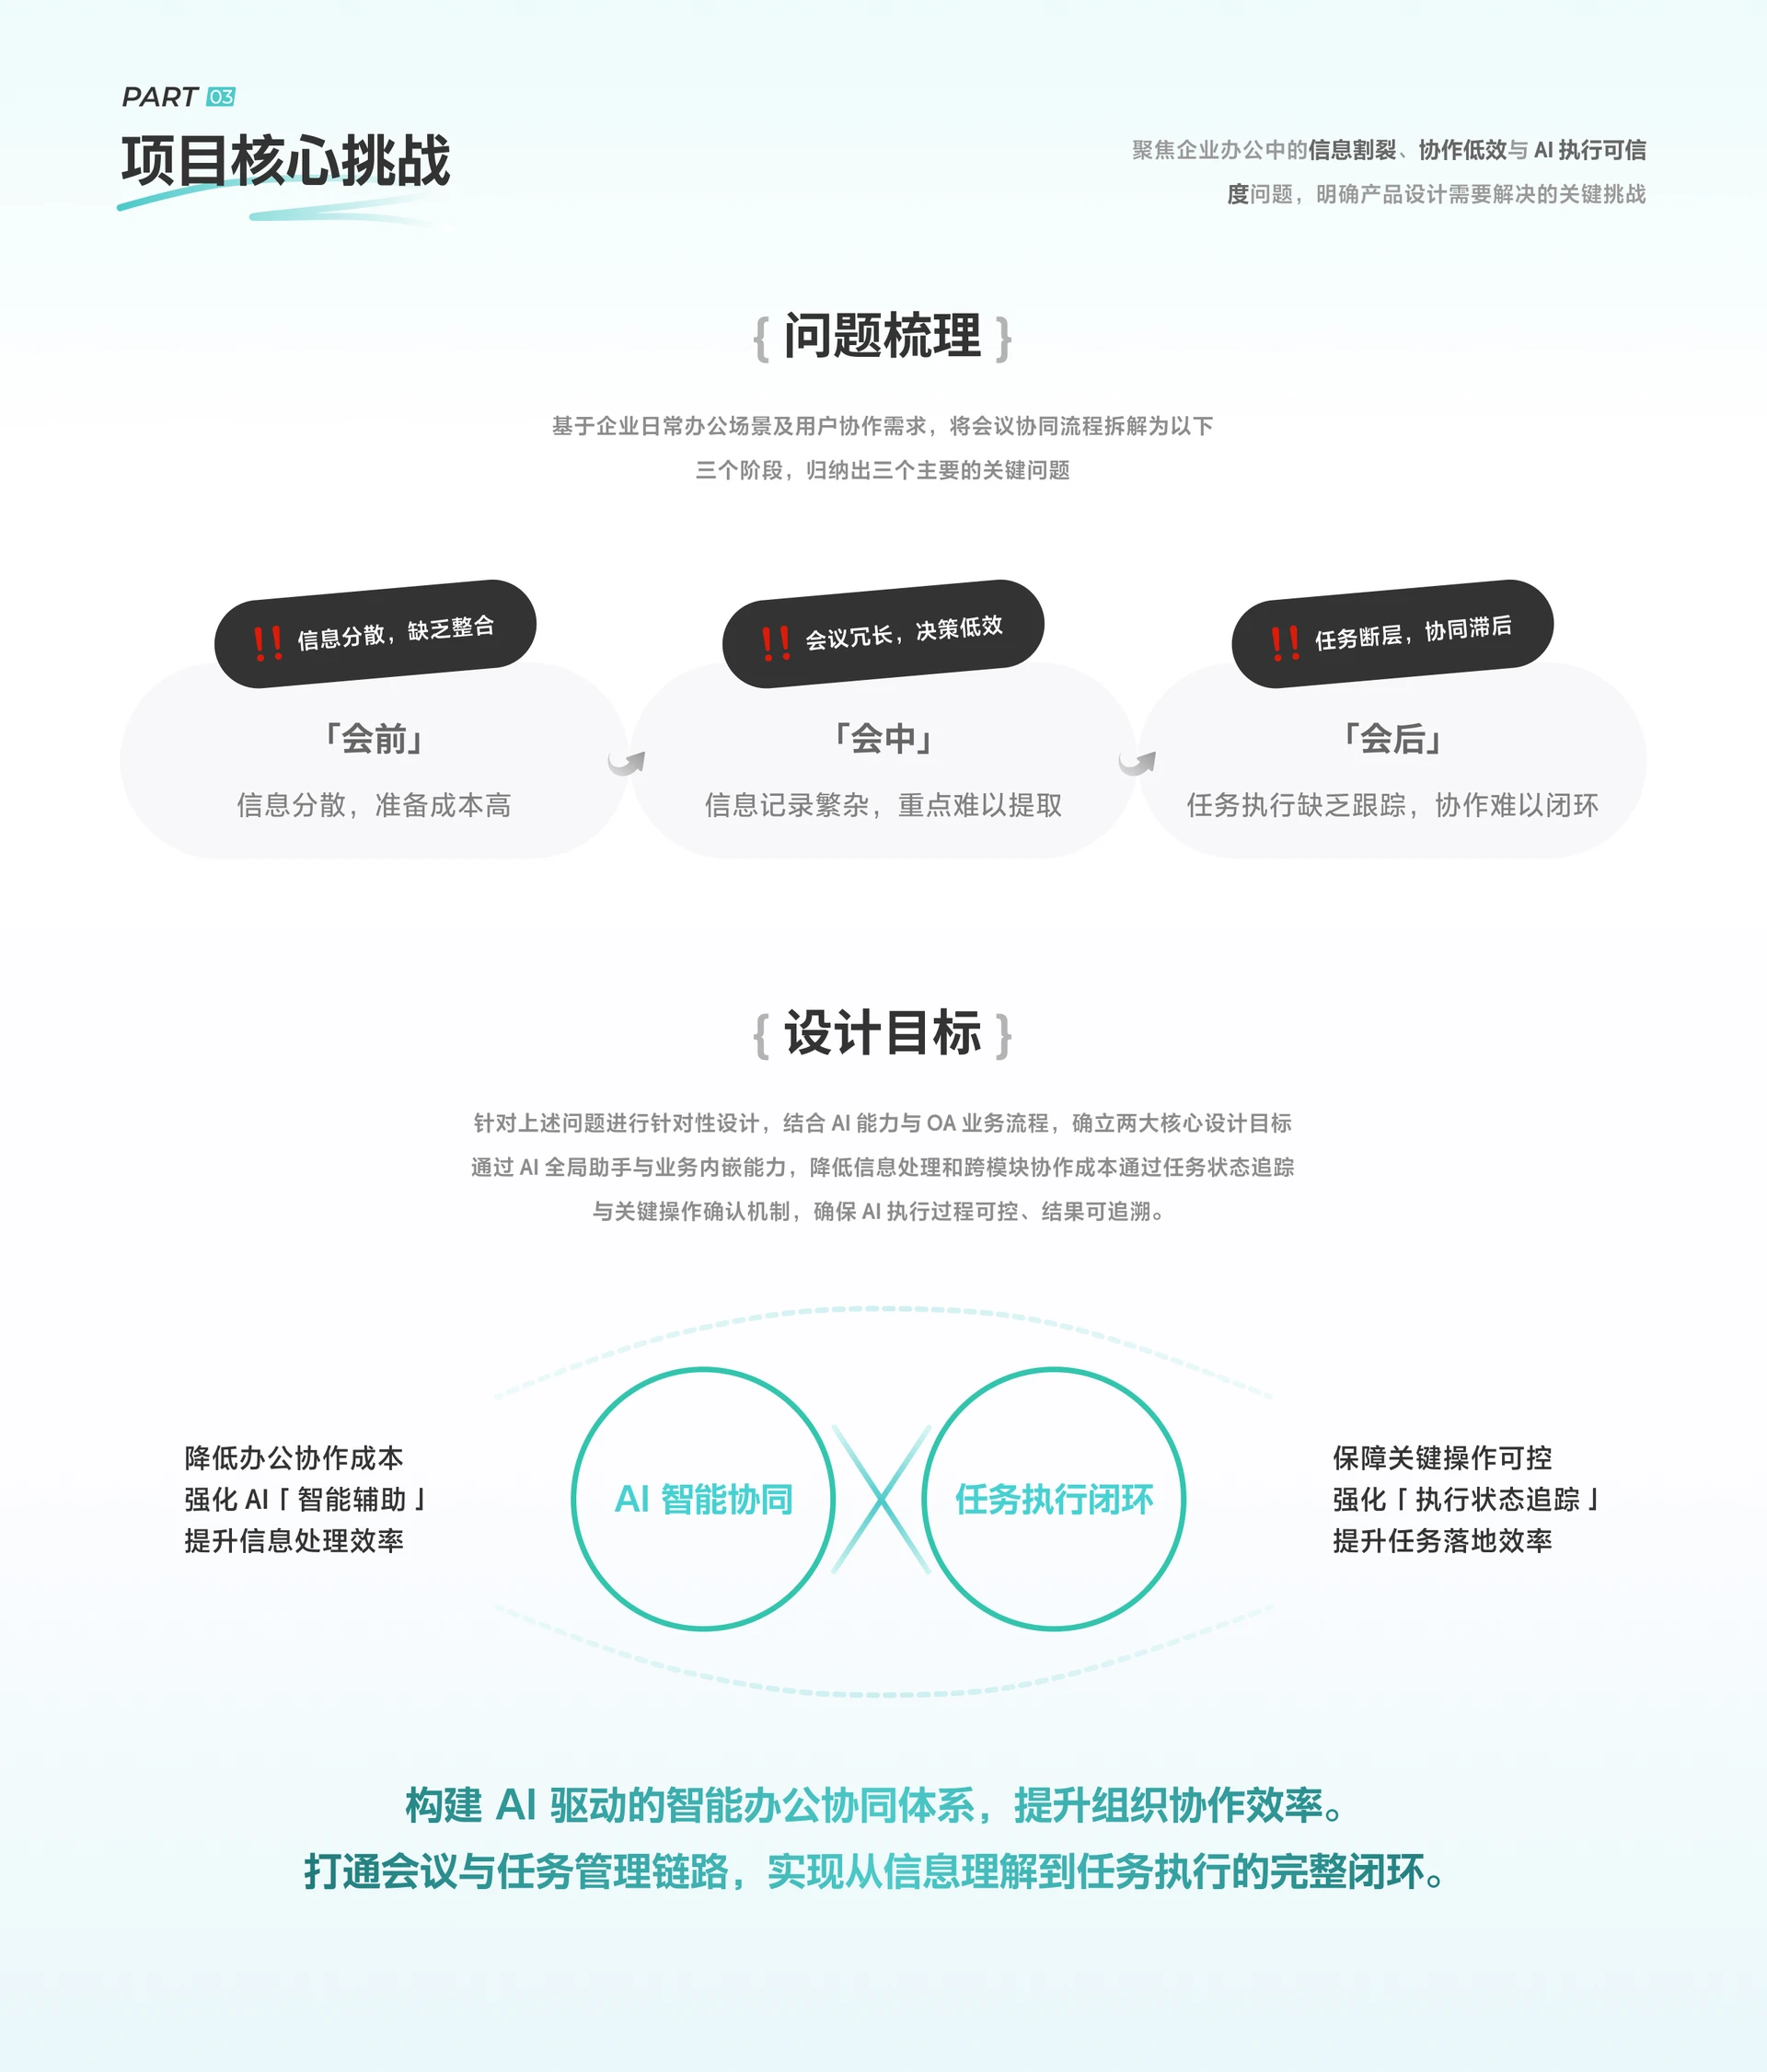 PART 03
项目核心挑战
聚焦企业办公中的信息割裂、协作低效与 AI 执行可信
度问题，明确产品设计需要解决的关键挑战
{ 问题梳理 }
基于企业日常办公场景及用户协作需求，将会议协同流程拆解为以下
三个阶段，归纳出三个主要的关键问题
!! 信息分散，缺乏整合
「会前」
信息分散，准备成本高
!! 会议冗长，决策低效
「会中」
信息记录繁杂，重点难以提取
!! 任务断层，协同滞后
「会后」
任务执行缺乏跟踪，协作难以闭环
{ 设计目标 }
针对上述问题进行针对性设计，结合 AI 能力与 OA 业务流程，确立两大核心设计目标
通过 AI 全局助手与业务内嵌能力，降低信息处理和跨模块协作成本通过任务状态追踪
与关键操作确认机制，确保 AI 执行过程可控、结果可追溯。
降低办公协作成本
强化 AI「 智能辅助 」
提升信息处理效率
AI 智能协同
任务执行闭环
保障关键操作可控
强化「 执行状态追踪 」
提升任务落地效率
构建 AI 驱动的智能办公协同体系，提升组织协作效率。
打通会议与任务管理链路，实现从信息理解到任务执行的完整闭环。